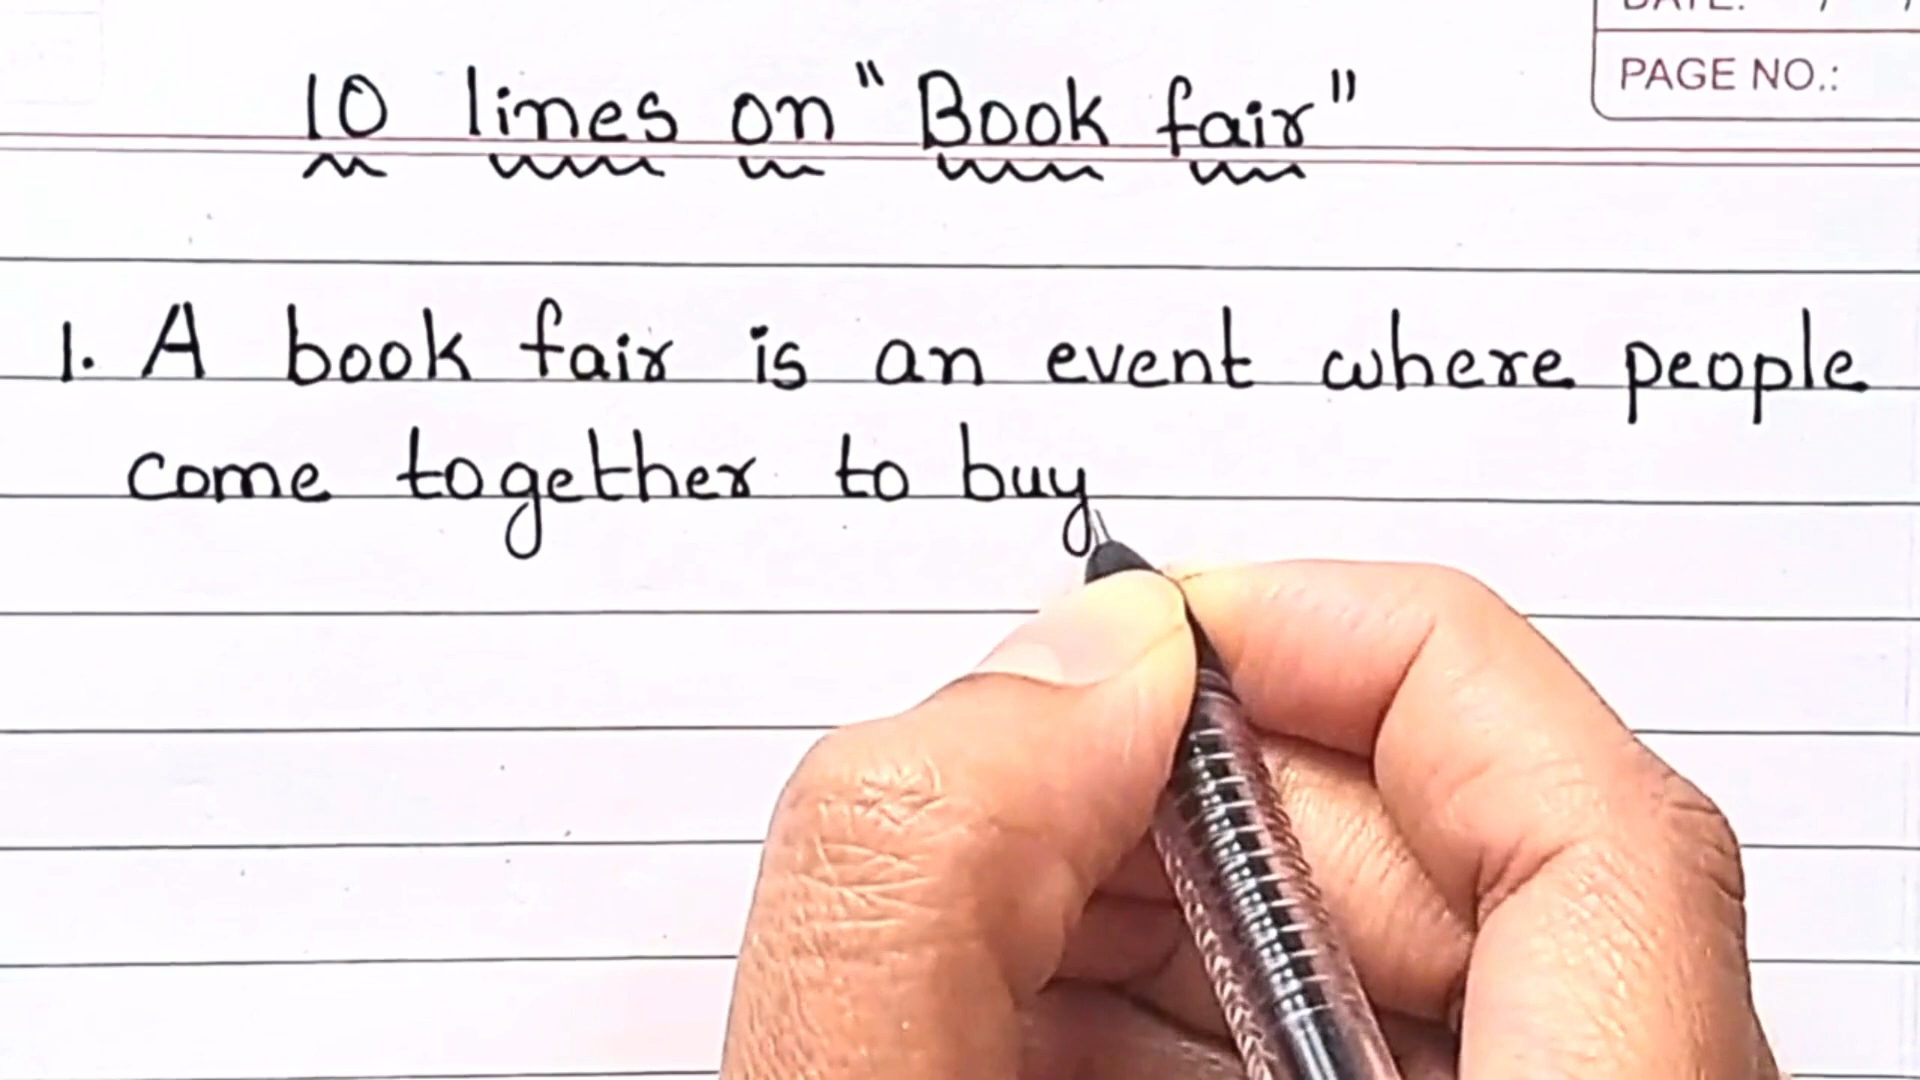 DATE: / /
PAGE NO.:
10 lines on "Book fair"
1. A book fair is an event where people
come together to buy